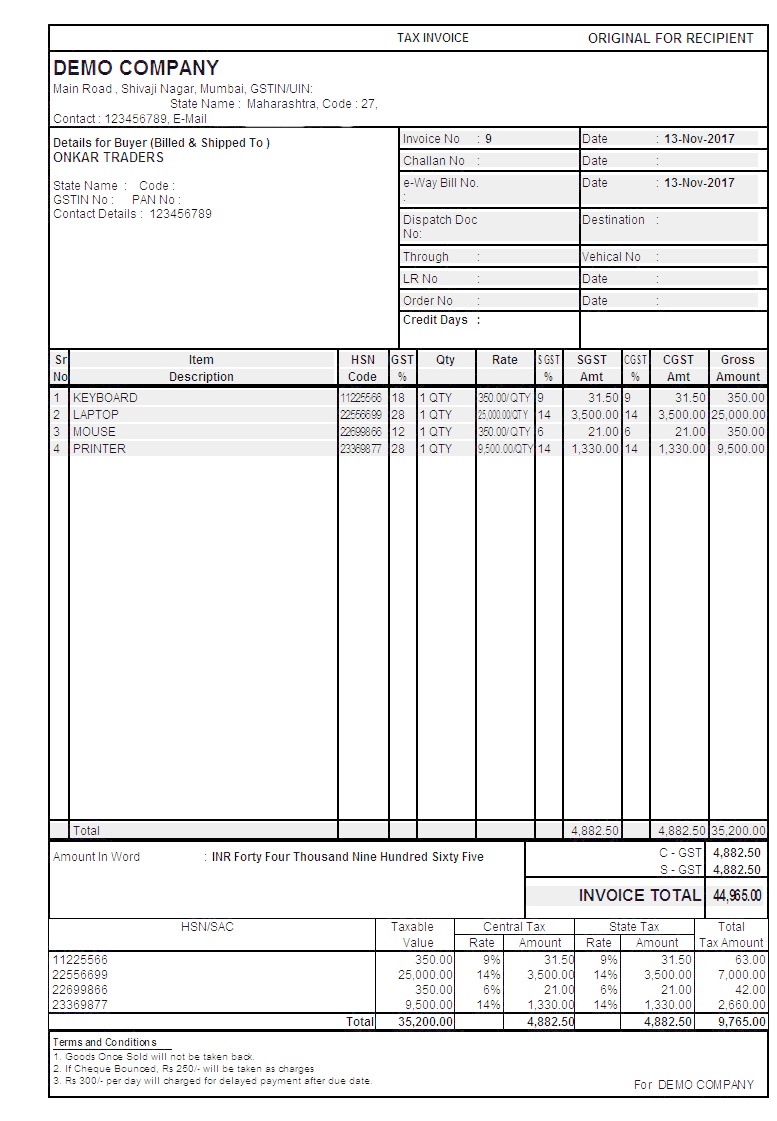 TAX INVOICE ORIGINAL FOR RECIPIENT
DEMO COMPANY
Main Road , Shivaji Nagar, Mumbai, GSTIN/UIN:
State Name : Maharashtra, Code : 27,
Contact : 123456789, E-Mail
Details for Buyer (Billed & Shipped To )
ONKAR TRADERS
State Name : Code :
GSTIN No : PAN No :
Contact Details : 123456789
Invoice No : 9 Date : 13-Nov-2017
Challan No : Date :
e-Way Bill No. Date : 13-Nov-2017
:
Dispatch Doc Destination :
No:
Through : Vehical No :
LR No : Date :
Order No : Date :
Credit Days :
Sr Item HSN GST Qty Rate SGST SGST CGST CGST Gross
No Description Code % % Amt % Amt Amount
1 KEYBOARD 11225566 18 1 QTY 350.00/QTY 9 31.50 9 31.50 350.00
2 LAPTOP 22556699 28 1 QTY 25,000.00/QTY 14 3,500.00 14 3,500.00 25,000.00
3 MOUSE 22699866 12 1 QTY 350.00/QTY 6 21.00 6 21.00 350.00
4 PRINTER 23369877 28 1 QTY 9,500.00/QTY 14 1,330.00 14 1,330.00 9,500.00
Total 4,882.50 4,882.50 35,200.00
Amount In Word : INR Forty Four Thousand Nine Hundred Sixty Five
C - GST 4,882.50
S - GST 4,882.50
INVOICE TOTAL 44,965.00
HSN/SAC Taxable Central Tax State Tax Total
Value Rate Amount Rate Amount Tax Amount
11225566 350.00 9% 31.50 9% 31.50 63.00
22556699 25,000.00 14% 3,500.00 14% 3,500.00 7,000.00
22699866 350.00 6% 21.00 6% 21.00 42.00
23369877 9,500.00 14% 1,330.00 14% 1,330.00 2,660.00
Total 35,200.00 4,882.50 4,882.50 9,765.00
Terms and Conditions
1. Goods Once Sold will not be taken back.
2. If Cheque Bounced, Rs 250/- will be taken as charges
3. Rs 300/- per day will charged for delayed payment after due date.
For DEMO COMPANY